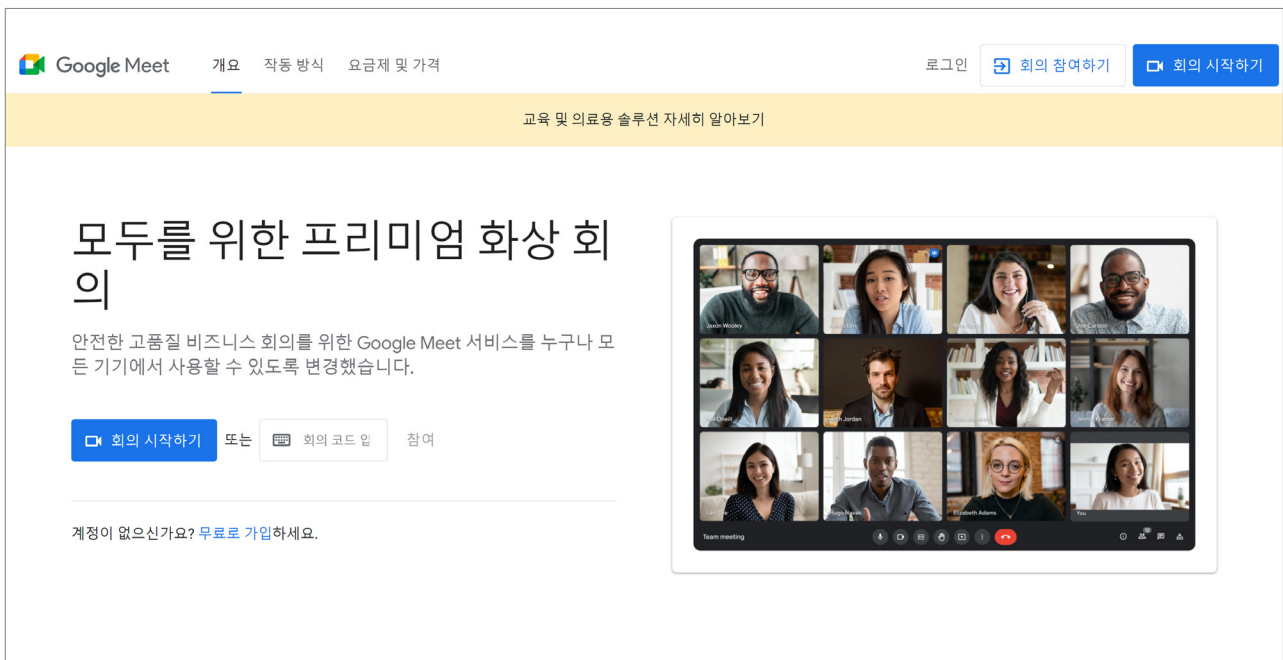 Google Meet
개요
작동 방식
요금제 및 가격
로그인
회의 참여하기
회의 시작하기
교육 및 의료용 솔루션 자세히 알아보기
모두를 위한 프리미엄 화상 회
의
안전한 고품질 비즈니스 회의를 위한 Google Meet 서비스를 누구나 모
든 기기에서 사용할 수 있도록 변경했습니다.
회의 시작하기
또는
회의 코드 입
참여
계정이 없으신가요? 무료로 가입하세요.
Jaxon Wooley
Carlson
Jordan
Hugo Novak
Elizabeth Adams
You
Team meeting